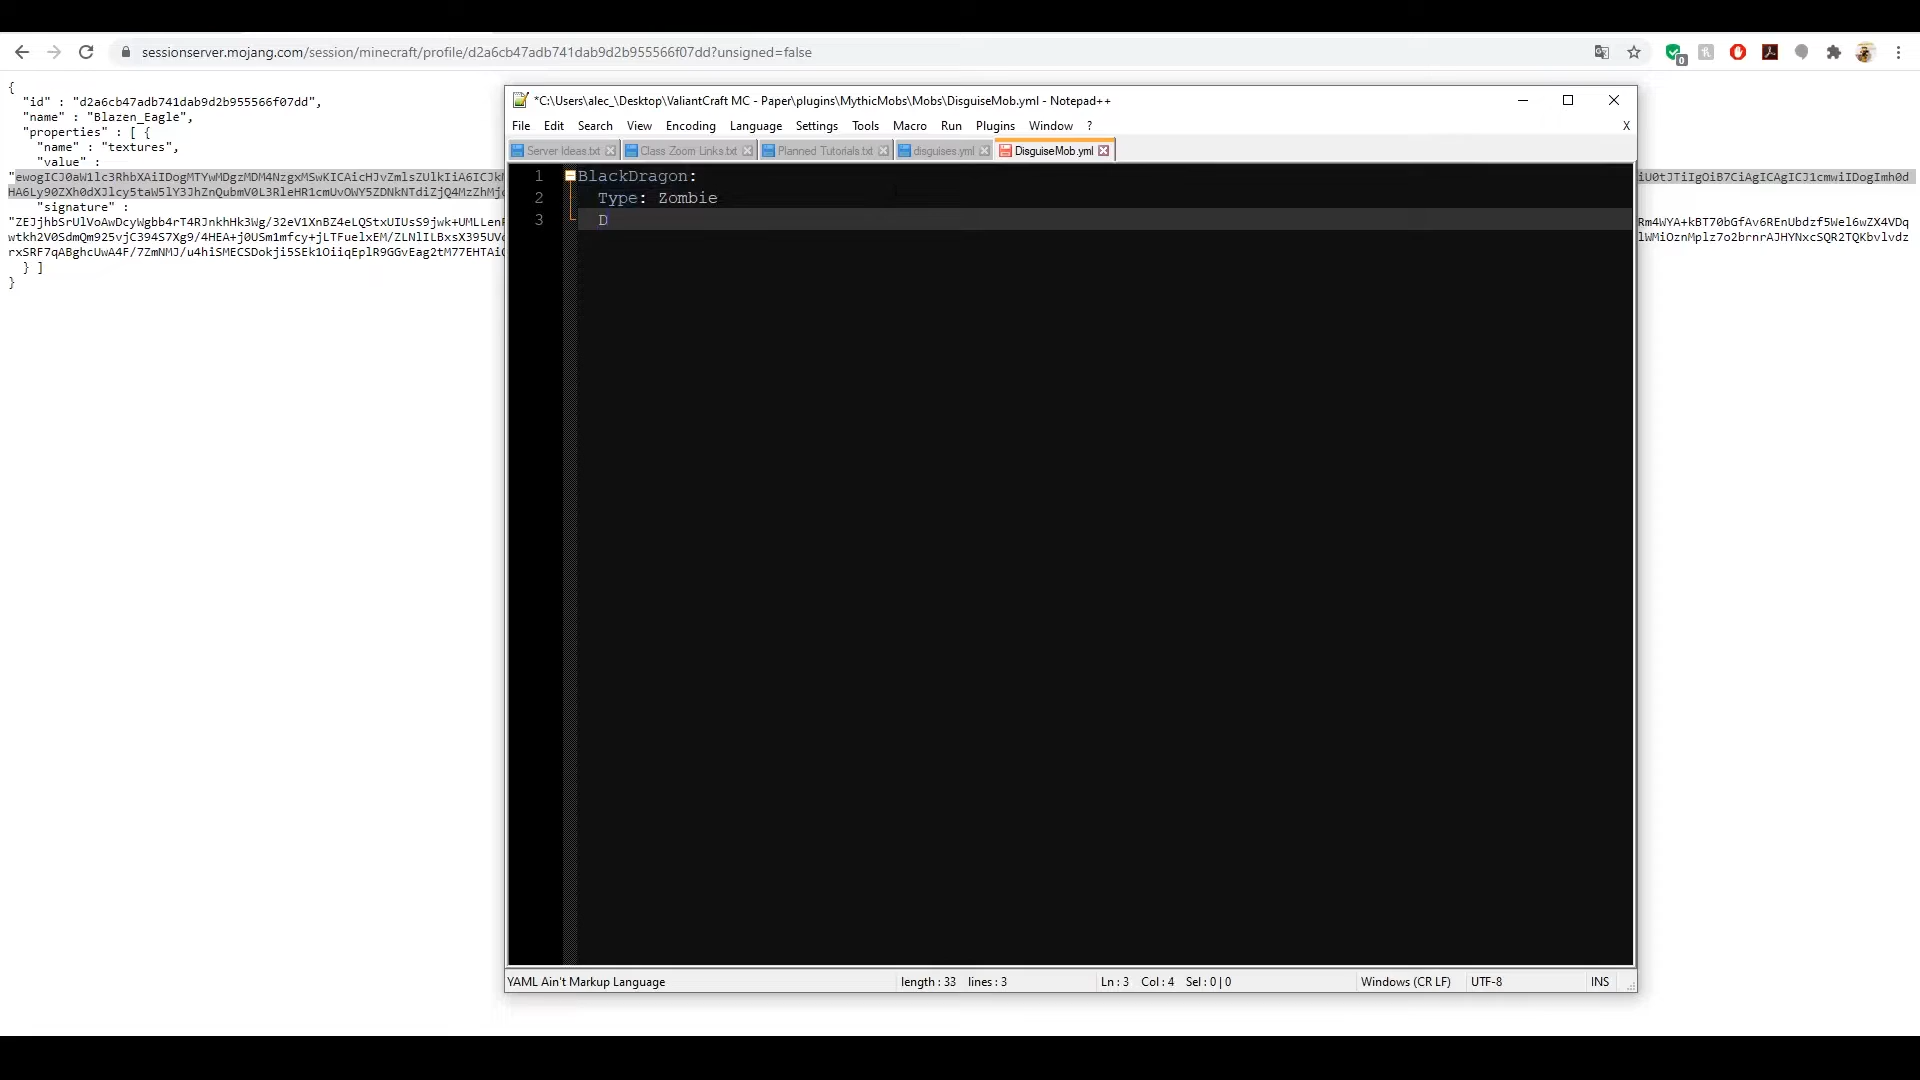 sessionserver.mojang.com/session/minecraft/profile/d2a6cb47adb741dab9d2b955566f07dd?unsigned=false
0
{
"id" : "d2a6cb47adb741dab9d2b955566f07dd",
"name" : "Blazen_Eagle",
"properties" : [ {
"name" : "textures",
"value" :
"signature" :
} ]
}
*C:\Users\alec_\Desktop\ValiantCraft MC - Paper\plugins\MythicMobs\Mobs\DisguiseMob.yml - Notepad++
File Edit Search View Encoding Language Settings Tools Macro Run Plugins Window ? X
Server Ideas.txt Class Zoom Links.txt Planned Tutorials.txt disguises.yml DisguiseMob.yml
1 BlackDragon:
2 Type: Zombie
3 D
YAML Ain't Markup Language length : 33 lines : 3 Ln : 3 Col : 4 Sel : 0 | 0 Windows (CR LF) UTF-8 INS